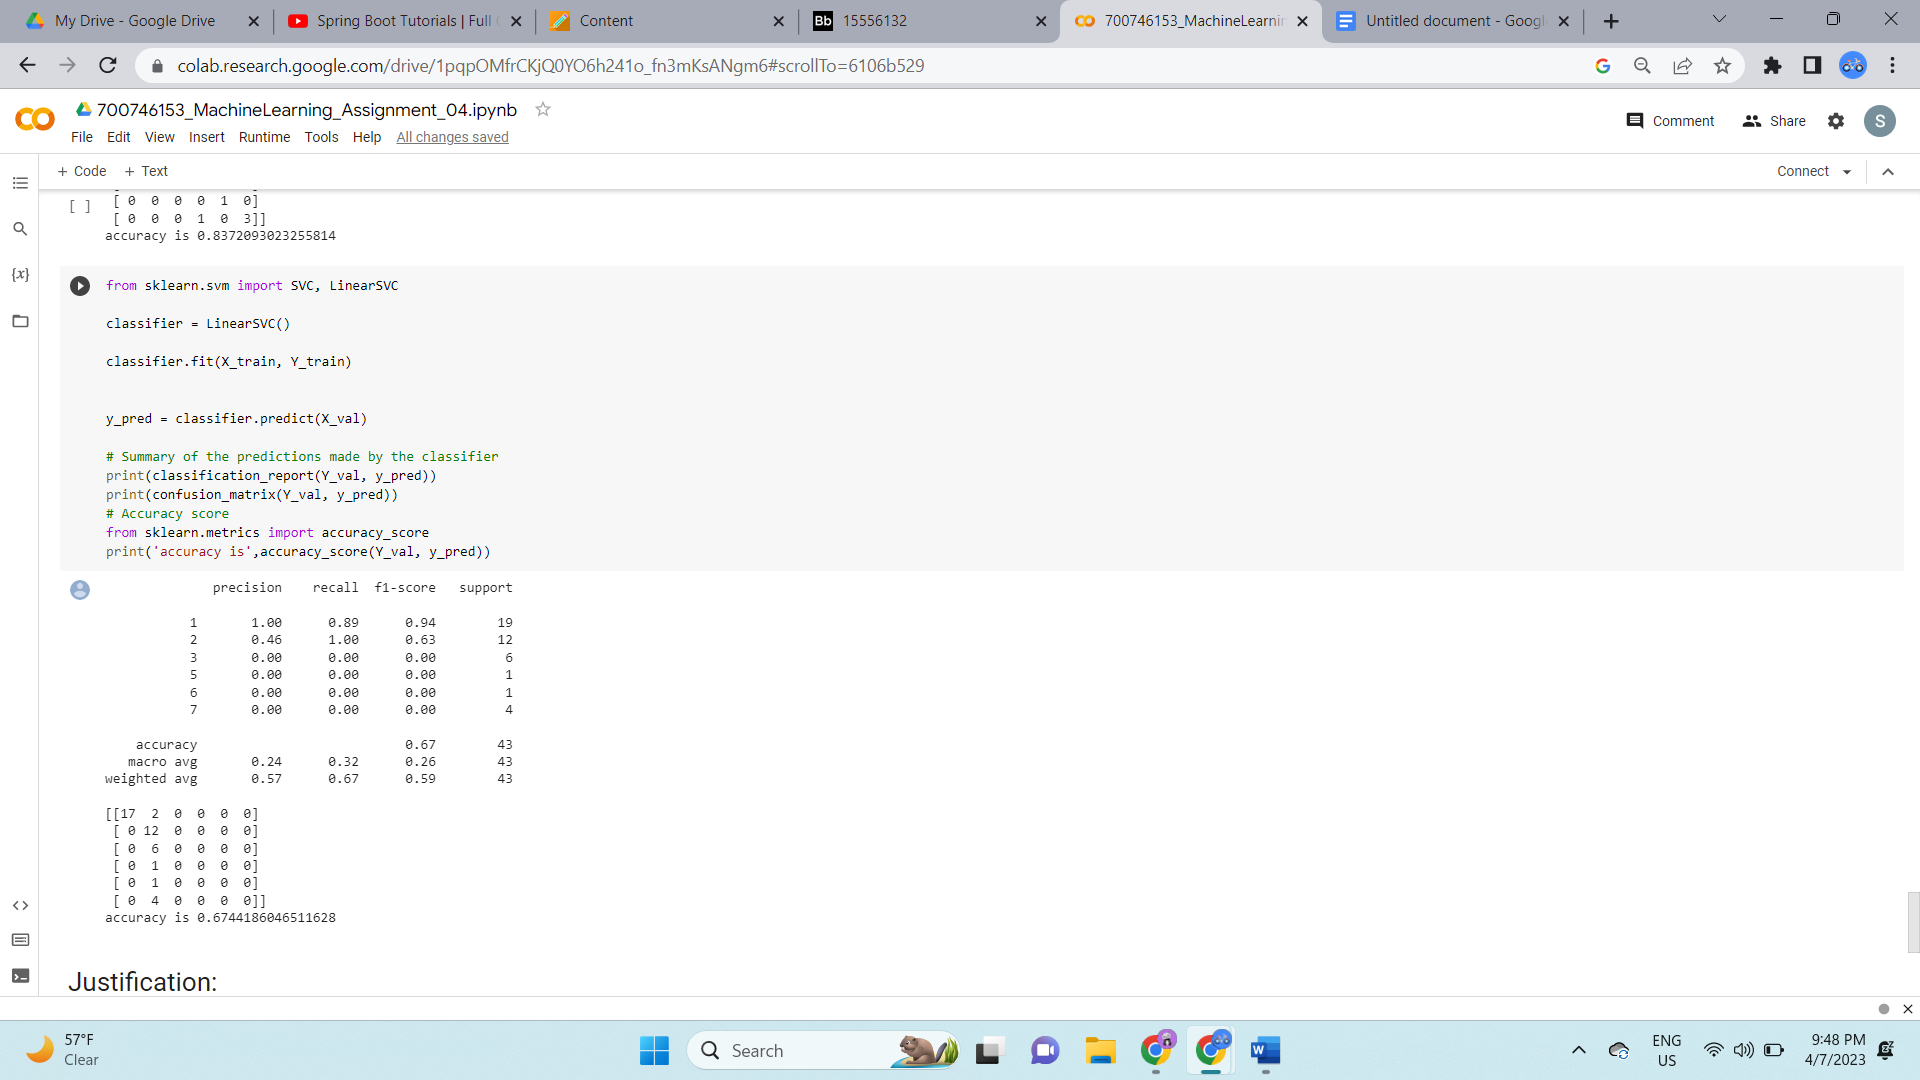 My Drive - Google Drive
Spring Boot Tutorials | Full
Content
Bb 15556132
700746153_MachineLearnin
Untitled document - Googl
colab.research.google.com/drive/1pqpOMfrCKjQ0YO6h241o_fn3mKsANgm6#scrollTo=6106b529
700746153_MachineLearning_Assignment_04.ipynb
File Edit View Insert Runtime Tools Help All changes saved
Comment Share S
+ Code + Text
Connect
[ ]
[ 0 0 0 0 1 0]
[ 0 0 0 1 0 3]]
accuracy is 0.8372093023255814
{x}
from sklearn.svm import SVC, LinearSVC
classifier = LinearSVC()
classifier.fit(X_train, Y_train)
y_pred = classifier.predict(X_val)
# Summary of the predictions made by the classifier
print(classification_report(Y_val, y_pred))
print(confusion_matrix(Y_val, y_pred))
# Accuracy score
from sklearn.metrics import accuracy_score
print('accuracy is',accuracy_score(Y_val, y_pred))
precision recall f1-score support
1 1.00 0.89 0.94 19
2 0.46 1.00 0.63 12
3 0.00 0.00 0.00 6
5 0.00 0.00 0.00 1
6 0.00 0.00 0.00 1
7 0.00 0.00 0.00 4
accuracy 0.67 43
macro avg 0.24 0.32 0.26 43
weighted avg 0.57 0.67 0.59 43
[[17 2 0 0 0 0]
[ 0 12 0 0 0 0]
[ 0 6 0 0 0 0]
[ 0 1 0 0 0 0]
[ 0 1 0 0 0 0]
[ 0 4 0 0 0 0]]
accuracy is 0.6744186046511628
Justification:
57°F
Clear
Search
ENG
US
9:48 PM
4/7/2023